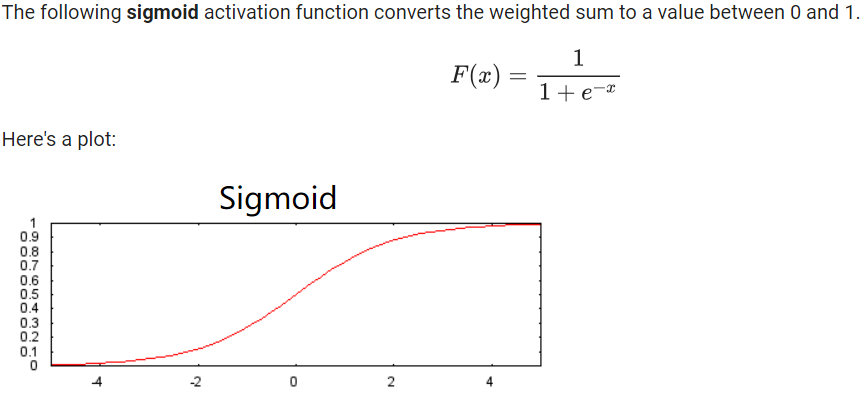 The following sigmoid activation function converts the weighted sum to a value between 0 and 1.
F(x) = 1 / (1 + e^{-x})
Here's a plot:
Sigmoid
1
0.9
0.8
0.7
0.6
0.5
0.4
0.3
0.2
0.1
0
-4 -2 0 2 4